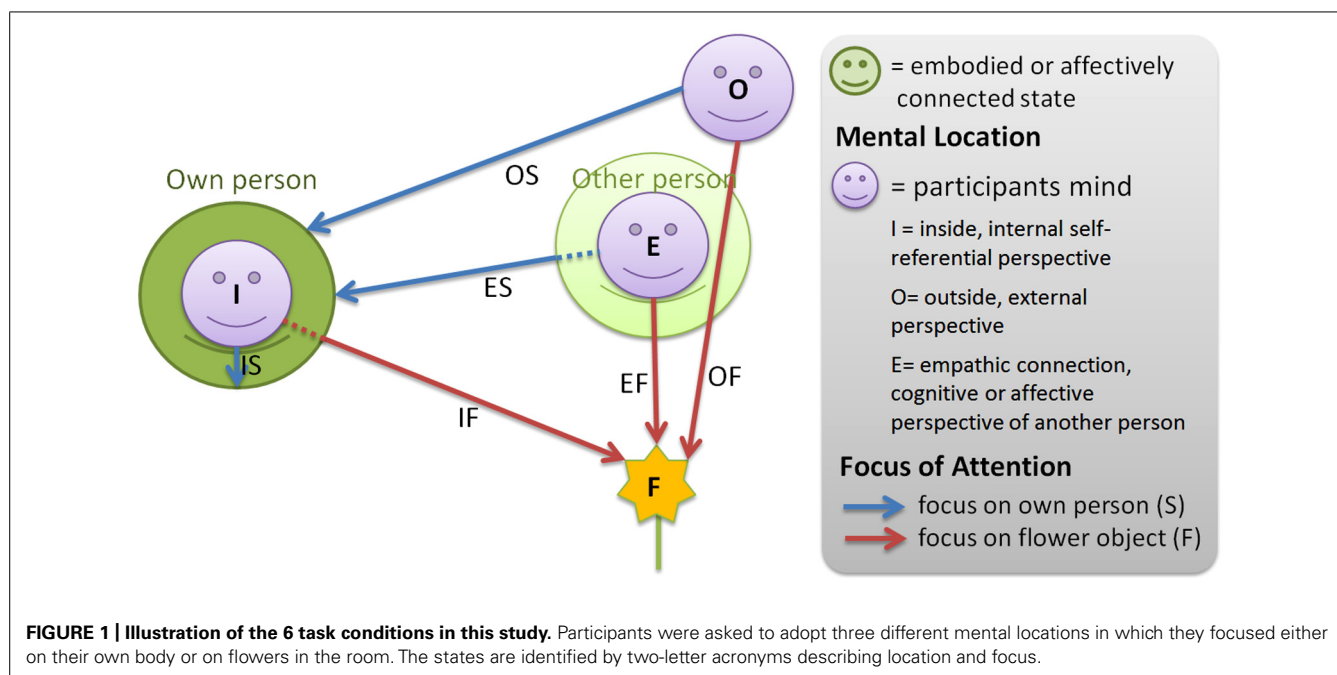 O
OS
Own person
Other person
E
I
ES
IS
EF
OF
IF
F
= embodied or affectively
connected state
Mental Location
= participants mind
I = inside, internal self-
referential perspective
O= outside, external
perspective
E= empathic connection,
cognitive or affective
perspective of another person
Focus of Attention
focus on own person (S)
focus on flower object (F)
FIGURE 1 | Illustration of the 6 task conditions in this study. Participants were asked to adopt three different mental locations in which they focused either
on their own body or on flowers in the room. The states are identified by two-letter acronyms describing location and focus.